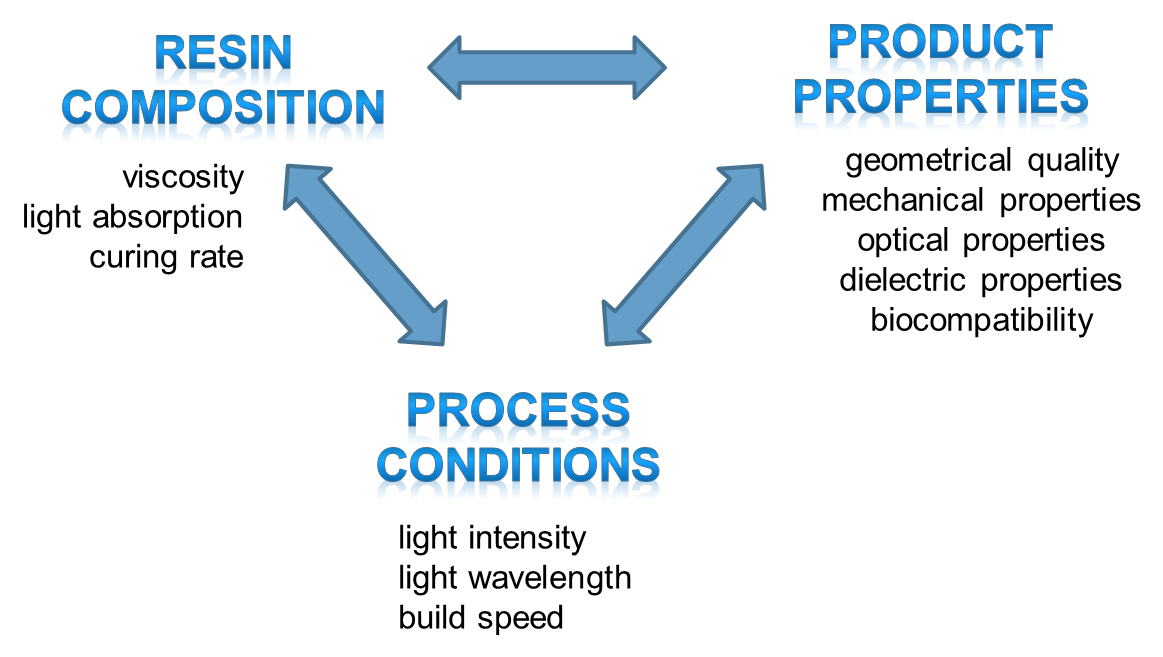 RESIN
COMPOSITION
viscosity
light absorption
curing rate
PRODUCT
PROPERTIES
geometrical quality
mechanical properties
optical properties
dielectric properties
biocompatibility
PROCESS
CONDITIONS
light intensity
light wavelength
build speed